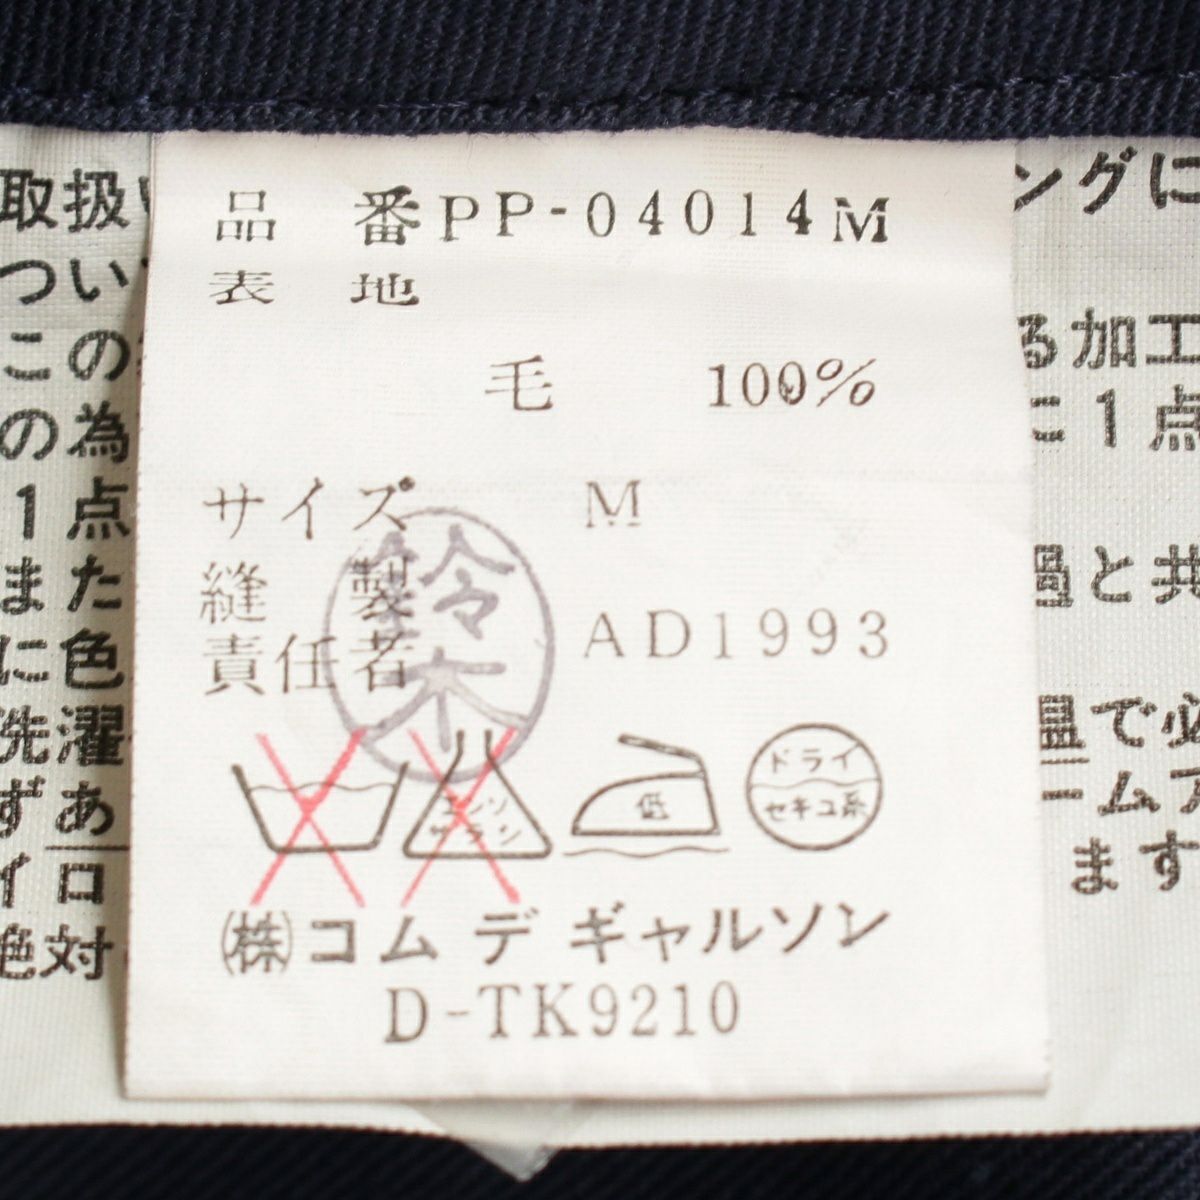 品 番 PP-04014M
表 地
毛 100%
サイズ M
縫 製
責任者 AD1993
鈴木
エンソ
サラシ
低
ドライ
セキユ系
㈱コム デ ギャルソン
D-TK9210
取扱い
つい
この
の為
1点
また
に色
洗濯
ずあ
イロ
絶対
ングに
る加工
に1点
過と共
温で必
ームア
ます